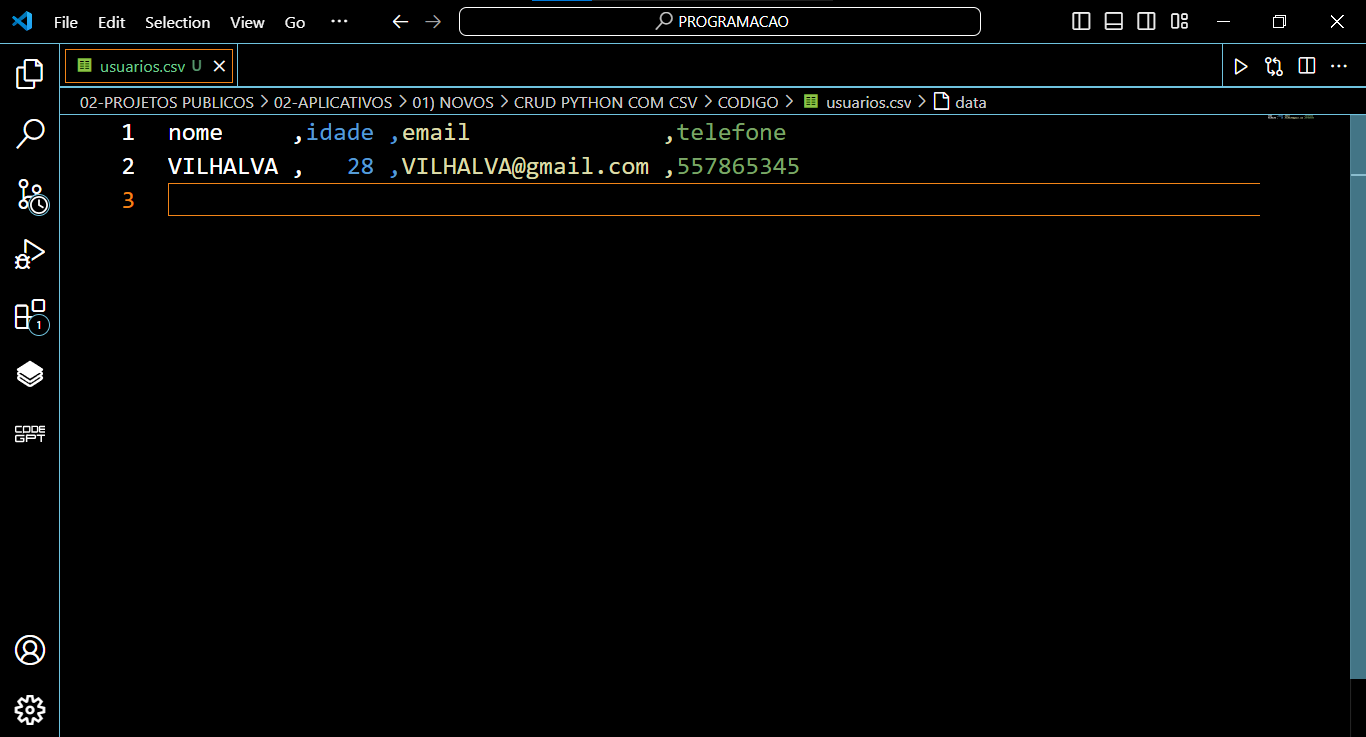 File Edit Selection View Go ··· PROGRAMACAO
usuarios.csv U
02-PROJETOS PUBLICOS > 02-APLICATIVOS > 01) NOVOS > CRUD PYTHON COM CSV > CODIGO > usuarios.csv > data
1 nome ,idade ,email ,telefone
2 VILHALVA , 28 ,VILHALVA@gmail.com ,557865345
3
1
CODE
GPT